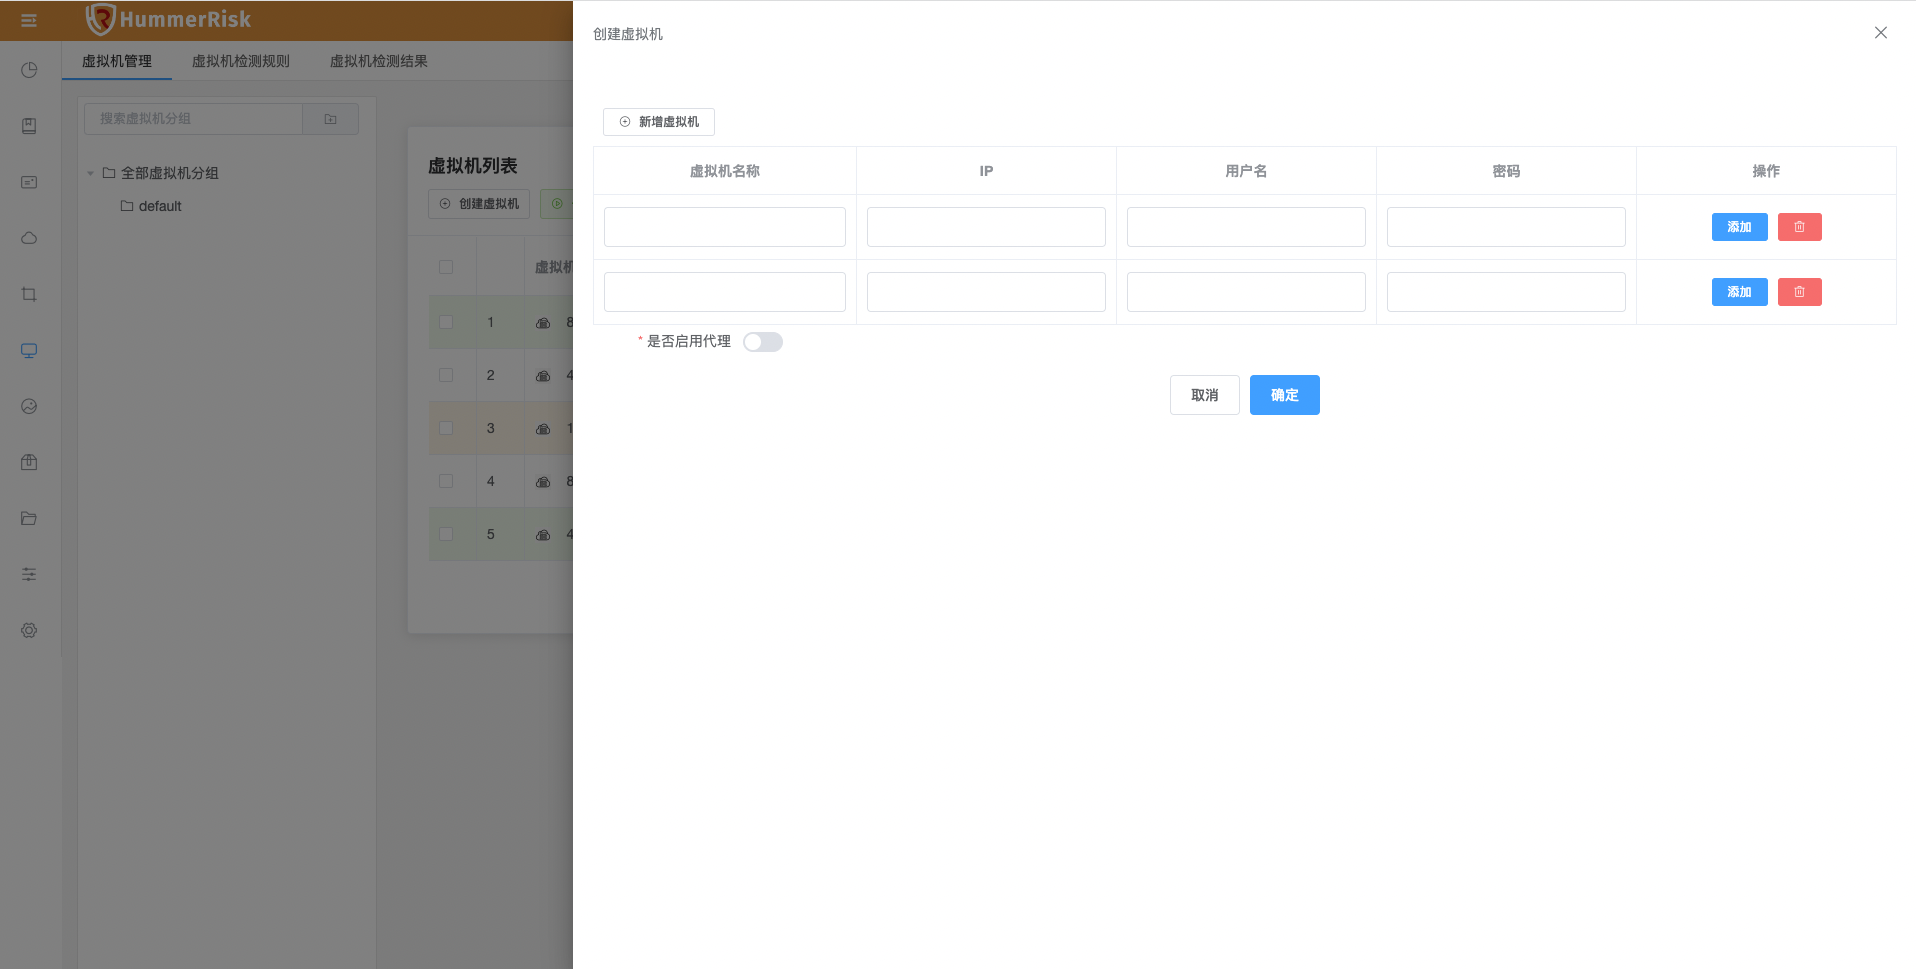 HummerRisk
虚拟机管理 虚拟机检测规则 虚拟机检测结果
搜索虚拟机分组
全部虚拟机分组
default
虚拟机列表
创建虚拟机
虚拟机
1 8
2 4
3 1
4 8
5 4
创建虚拟机
新增虚拟机
虚拟机名称 IP 用户名 密码 操作
添加
添加
* 是否启用代理
取消 确定